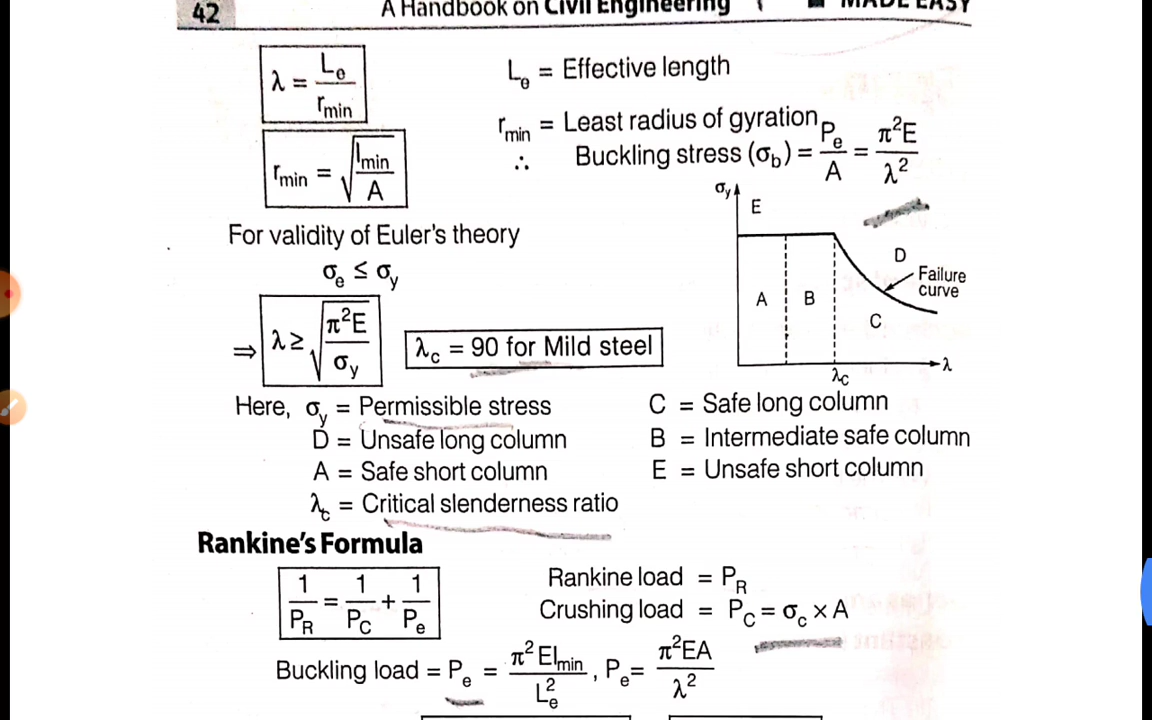 42 A Handbook on Civil Engineering MADE EASY
λ = Le / rmin
Le = Effective length
rmin = Least radius of gyration
rmin = √(Imin / A)
∴ Buckling stress (σb) = Pe / A = π²E / λ²
For validity of Euler's theory
σe ≤ σy
⇒ λ ≥ √(π²E / σy)
λc = 90 for Mild steel
σy
E
A
B
C
D
Failure
curve
λc
λ
Here, σy = Permissible stress
C = Safe long column
D = Unsafe long column
B = Intermediate safe column
A = Safe short column
E = Unsafe short column
λc = Critical slenderness ratio
Rankine's Formula
1/PR = 1/PC + 1/Pe
Rankine load = PR
Crushing load = PC = σc × A
Buckling load = Pe = π² EImin / Le², Pe = π²EA / λ²